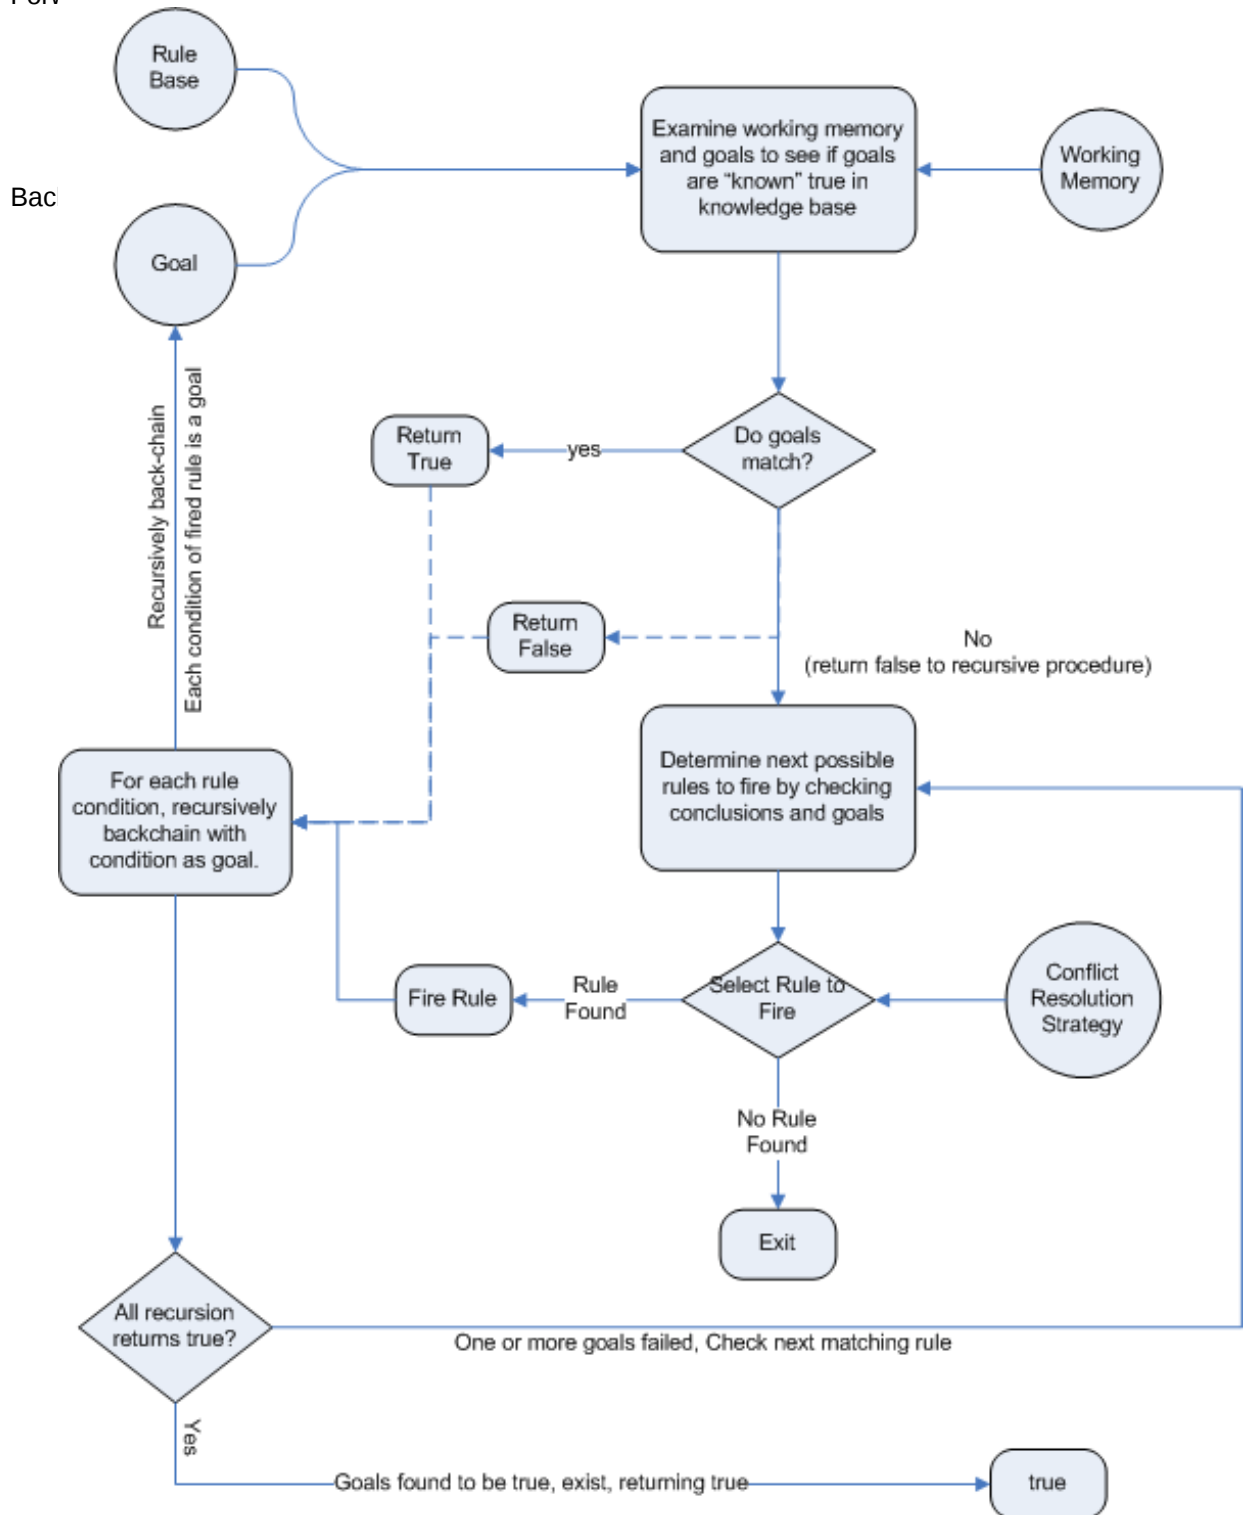 Rule
Base
Examine working memory
and goals to see if goals
are “known” true in
knowledge base
Working
Memory
Bac
Goal
Recursively back-chain
Each condition of fired rule is a goal
Return
True
yes
Do goals
match?
Return
False
No
(return false to recursive procedure)
For each rule
condition, recursively
backchain with
condition as goal.
Determine next possible
rules to fire by checking
conclusions and goals
Fire Rule
Rule
Found
Select Rule to
Fire
Conflict
Resolution
Strategy
No Rule
Found
Exit
All recursion
returns true?
One or more goals failed, Check next matching rule
Yes
Goals found to be true, exist, returning true
true